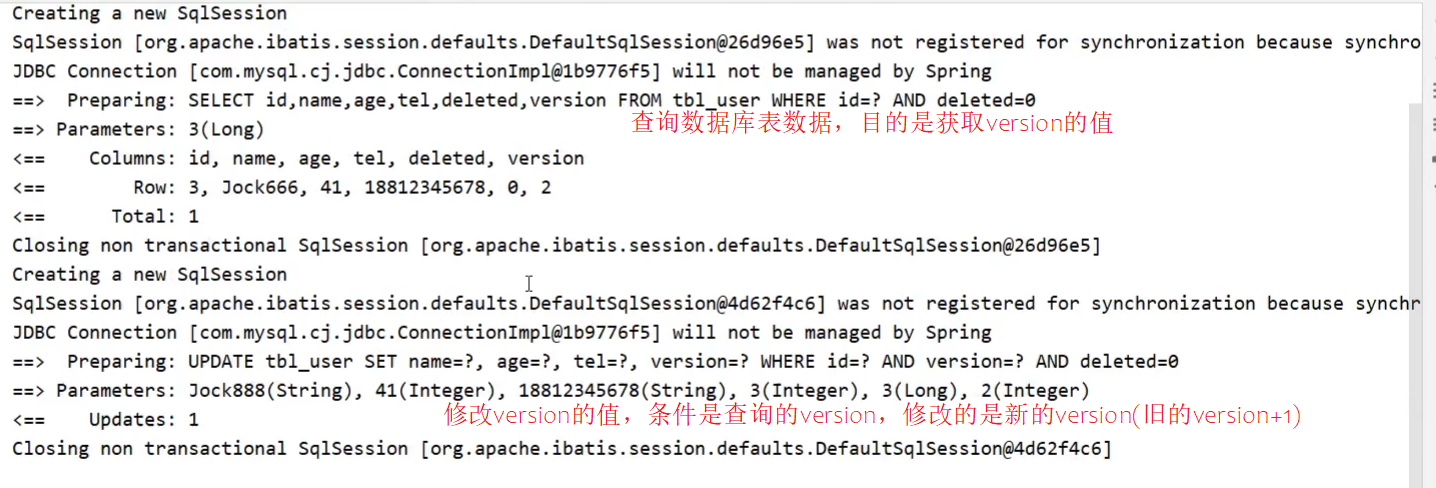 Creating a new SqlSession
SqlSession [org.apache.ibatis.session.defaults.DefaultSqlSession@26d96e5] was not registered for synchronization because synchro
JDBC Connection [com.mysql.cj.jdbc.ConnectionImpl@1b9776f5] will not be managed by Spring
==>  Preparing: SELECT id,name,age,tel,deleted,version FROM tbl_user WHERE id=? AND deleted=0
查询数据库表数据，目的是获取version的值
==> Parameters: 3(Long)
<==    Columns: id, name, age, tel, deleted, version
<==        Row: 3, Jock666, 41, 18812345678, 0, 2
<==      Total: 1
Closing non transactional SqlSession [org.apache.ibatis.session.defaults.DefaultSqlSession@26d96e5]
Creating a new SqlSession
SqlSession [org.apache.ibatis.session.defaults.DefaultSqlSession@4d62f4c6] was not registered for synchronization because synchr
JDBC Connection [com.mysql.cj.jdbc.ConnectionImpl@1b9776f5] will not be managed by Spring
==>  Preparing: UPDATE tbl_user SET name=?, age=?, tel=?, version=? WHERE id=? AND version=? AND deleted=0
==> Parameters: Jock888(String), 41(Integer), 18812345678(String), 3(Integer), 3(Long), 2(Integer)
修改version的值，条件是查询的version，修改的是新的version(旧的version+1)
<==    Updates: 1
Closing non transactional SqlSession [org.apache.ibatis.session.defaults.DefaultSqlSession@4d62f4c6]